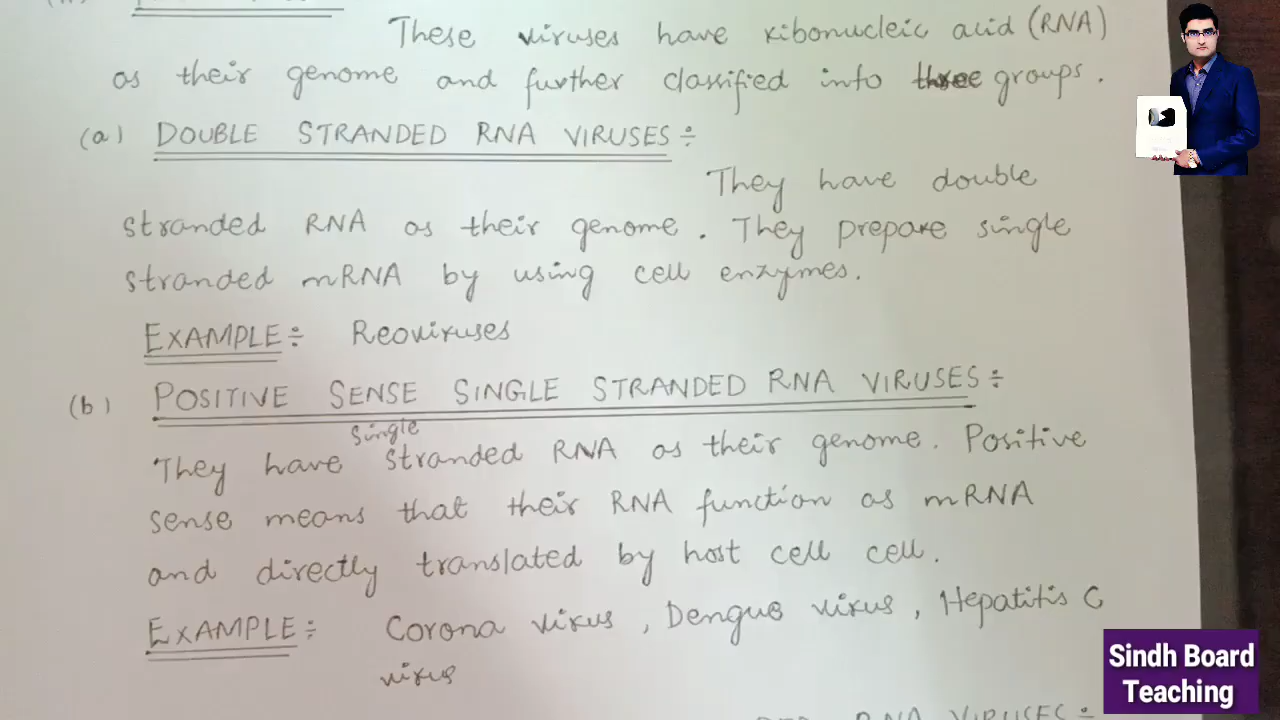 These viruses have ribonucleic acid (RNA)
as their genome and further classified into three groups.
(a) DOUBLE STRANDED RNA VIRUSES:
They have double
stranded RNA as their genome. They prepare single
stranded mRNA by using cell enzymes.
EXAMPLE: Reoviruses
(b) POSITIVE SENSE SINGLE STRANDED RNA VIRUSES:
single
They have stranded RNA as their genome. Positive
sense means that their RNA function as mRNA
and directly translated by host cell cell.
EXAMPLE: Corona virus, Dengue virus, Hepatitis C
virus
RNA VIRUSES:
Sindh Board
Teaching